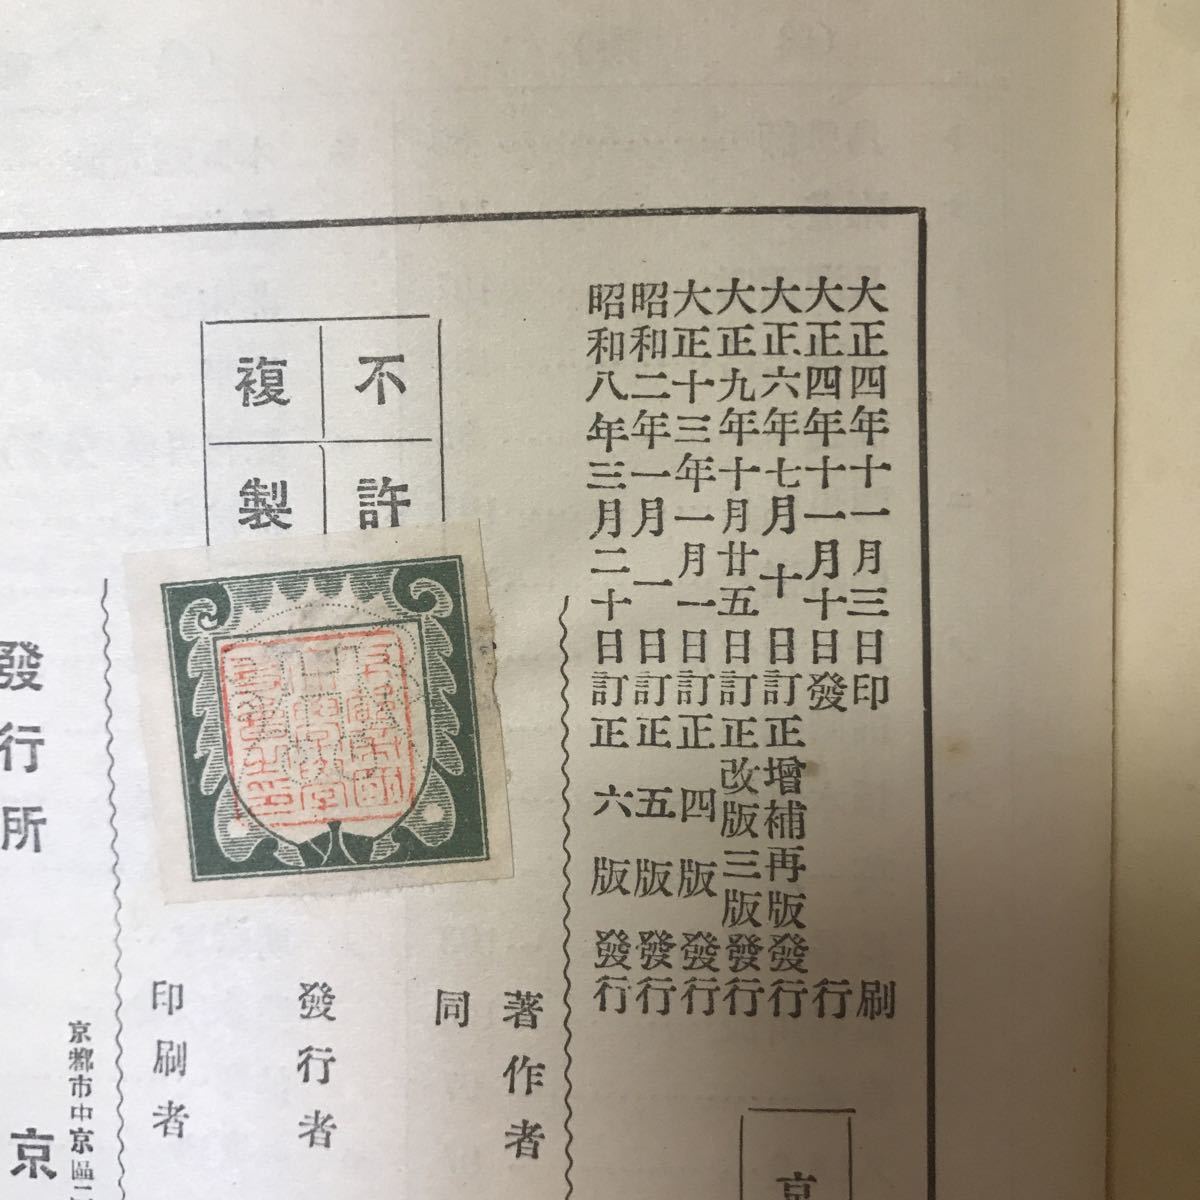 大正四年十一月三日印刷
大正四年十一月十日發行
大正六年七月十日訂正增補再版發行
大正九年十月廿五日訂正改版三版發行
大正十三年一月一日訂正四版發行
昭和二年一月一日訂正五版發行
昭和八年三月二十日訂正六版發行
不許
複製
著作者
同
發行者
印刷者
京都市中京區二
發行所
京
京